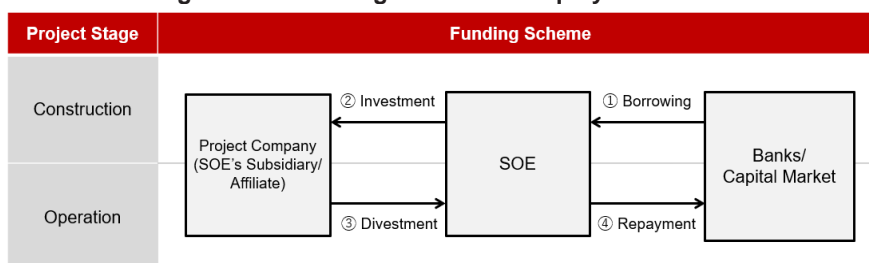 Project Stage
Funding Scheme
Construction
② Investment
① Borrowing
Project Company
(SOE's Subsidiary/
Affiliate)
SOE
Banks/
Capital Market
Operation
③ Divestment
④ Repayment